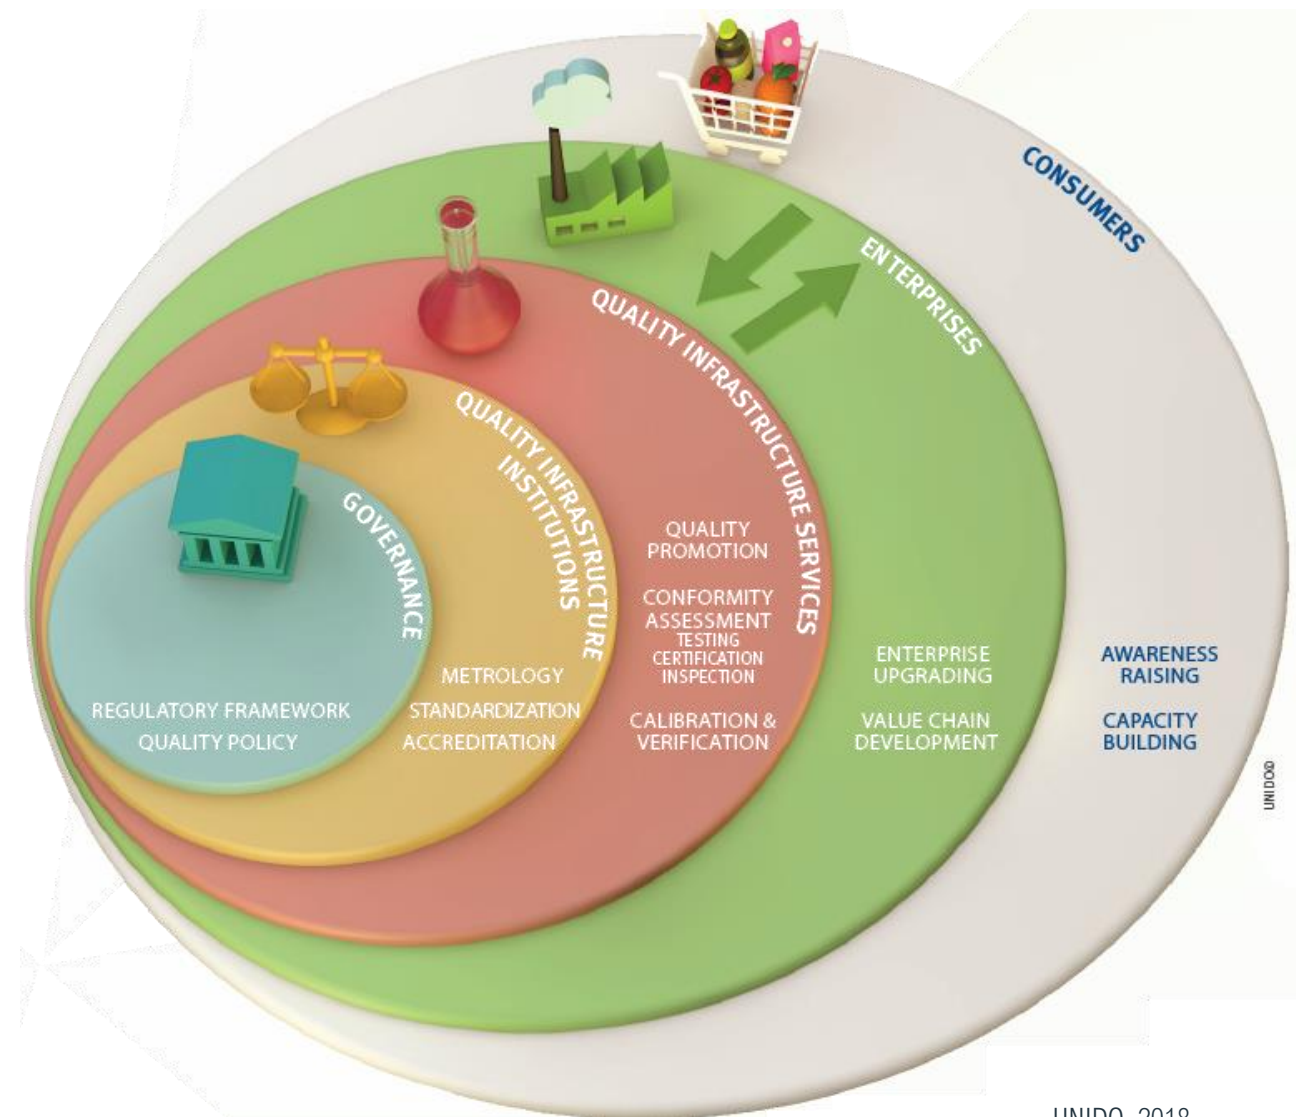 CONSUMERS
ENTERPRISES
QUALITY INFRASTRUCTURE SERVICES
QUALITY INFRASTRUCTURE
INSTITUTIONS
GOVERNANCE
REGULATORY FRAMEWORK
QUALITY POLICY
METROLOGY
STANDARDIZATION
ACCREDITATION
QUALITY
PROMOTION
CONFORMITY
ASSESSMENT
TESTING
CERTIFICATION
INSPECTION
CALIBRATION &
VERIFICATION
ENTERPRISE
UPGRADING
VALUE CHAIN
DEVELOPMENT
AWARENESS
RAISING
CAPACITY
BUILDING
UNIDO©
UNIDO, 2018